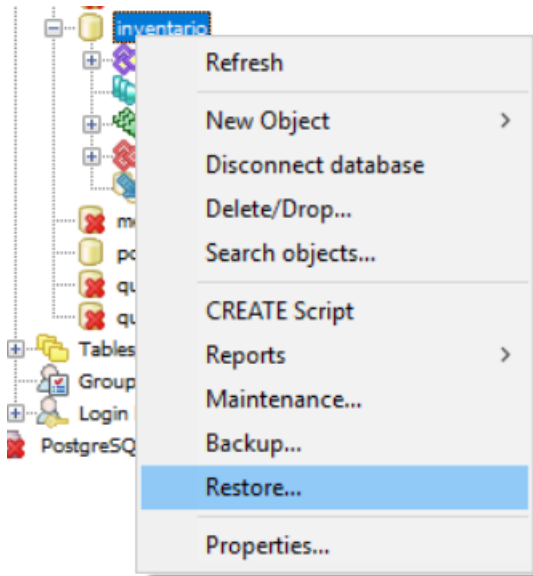 inventario
Refresh
New Object
Disconnect database
Delete/Drop...
Search objects...
CREATE Script
Reports
Tables
Group
Maintenance...
Login
Backup...
PostgreSQ
Restore...
Properties...